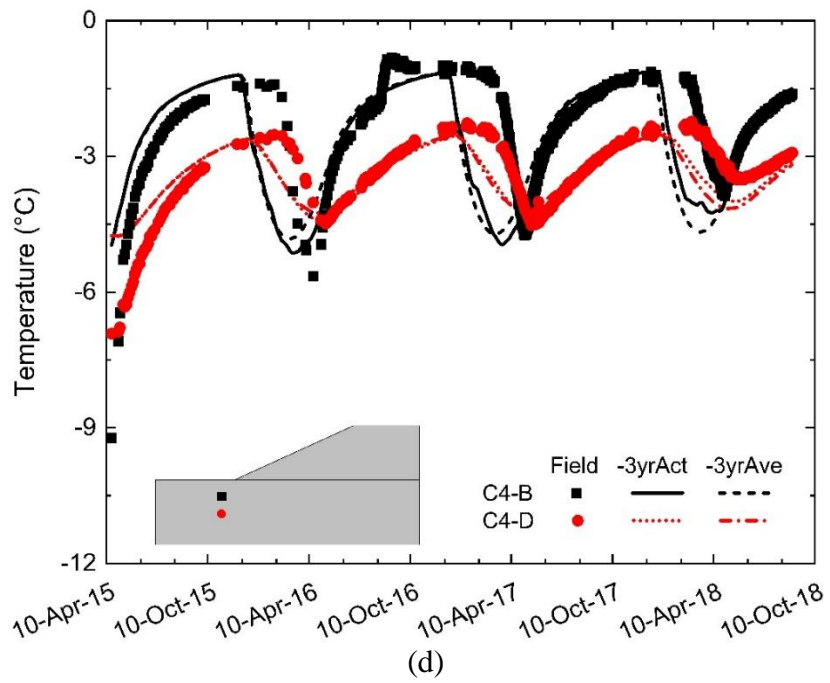 0
-3
-6
-9
-12
Temperature (°C)
Field -3yrAct -3yrAve
C4-B
C4-D
10-Apr-15
10-Oct-15
10-Apr-16
10-Oct-16
10-Apr-17
10-Oct-17
10-Apr-18
10-Oct-18
(d)